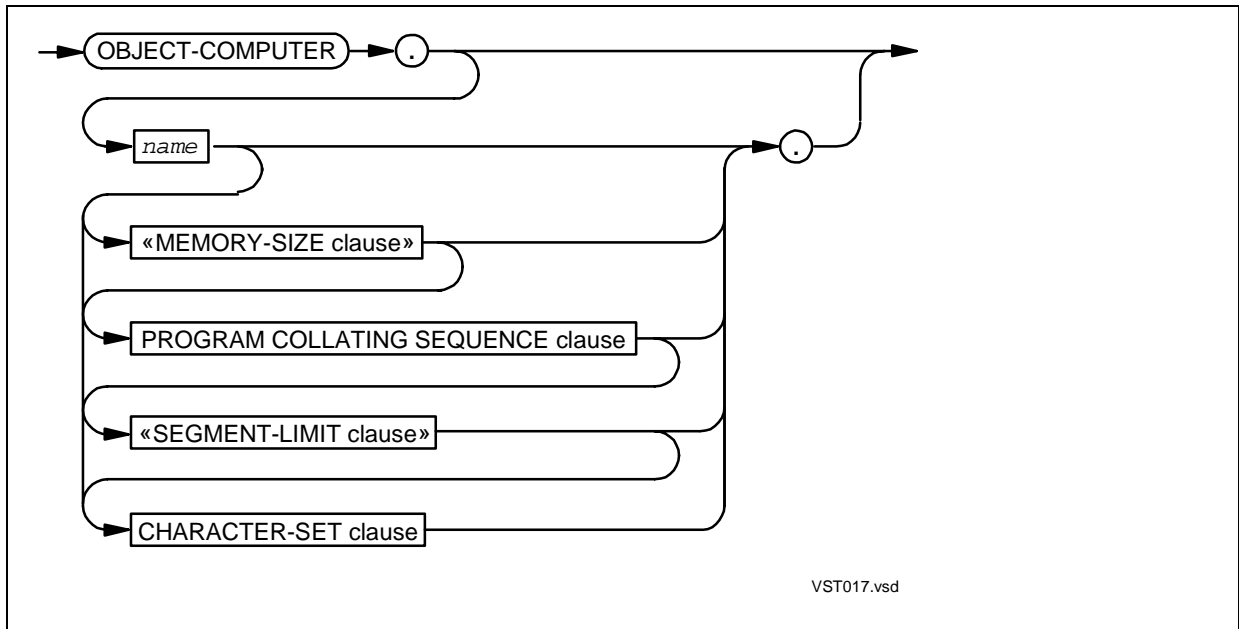 OBJECT-COMPUTER .
name .
«MEMORY-SIZE clause»
PROGRAM COLLATING SEQUENCE clause
«SEGMENT-LIMIT clause»
CHARACTER-SET clause
VST017.vsd